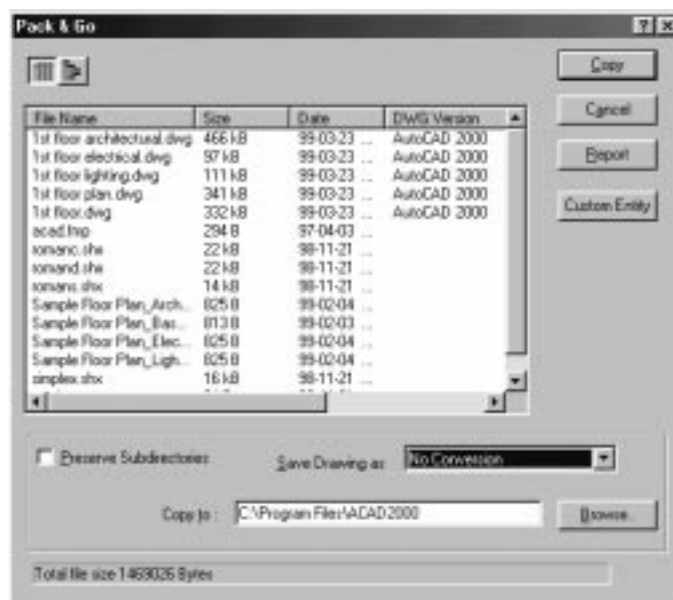 Pack & Go
Copy
File Name Size Date DWG Version
Cancel
1st floor architectural.dwg 466 kB 99-03-23 ... AutoCAD 2000
1st floor electrical.dwg 97 kB 99-03-23 ... AutoCAD 2000
1st floor lighting.dwg 111 kB 99-03-23 ... AutoCAD 2000
Report
1st floor plan.dwg 341 kB 99-03-23 ... AutoCAD 2000
1st floor.dwg 332 kB 99-03-23 ... AutoCAD 2000
Custom Entity
acad.fmp 294 B 97-04-03 ...
romanc.shx 22 kB 98-11-21 ...
romand.shx 22 kB 98-11-21 ...
romans.shx 14 kB 98-11-21 ...
Sample Floor Plan_Arch... 825 B 99-02-04 ...
Sample Floor Plan_Bas... 813 B 99-02-03 ...
Sample Floor Plan_Elec... 825 B 99-02-04 ...
Sample Floor Plan_Ligh... 825 B 99-02-04 ...
simplex.shx 16 kB 98-11-21 ...
Preserve Subdirectories
Save Drawing as
No Conversion
Copy to :
C:\Program Files\ACAD2000
Browse...
Total file size 1469026 Bytes